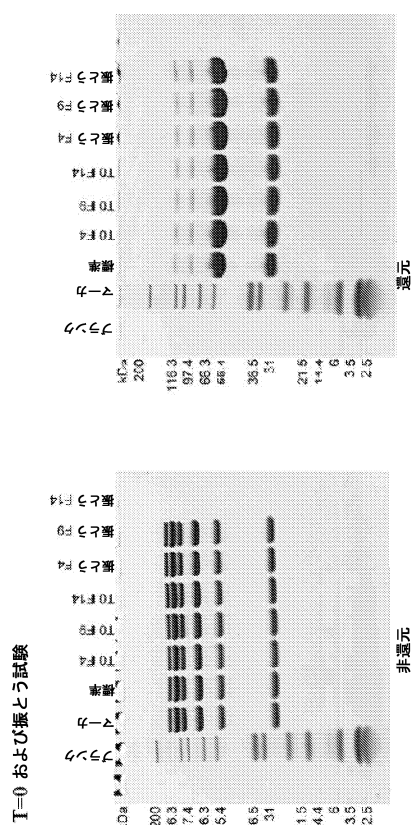 T=0 および振とう試験
kDa
200
116.3
97.4
66.3
55.4
36.5
31
21.5
14.4
6
3.5
2.5
ブランク
マーカ
標準
T0 F4
T0 F9
T0 F14
振とう F4
振とう F9
振とう F14
還元
Da
200
6.3
7.4
6.3
5.4
6.5
31
1.5
4.4
6
3.5
2.5
ブランク
マーカ
標準
T0 F4
T0 F9
T0 F14
振とう F4
振とう F9
振とう F14
非還元